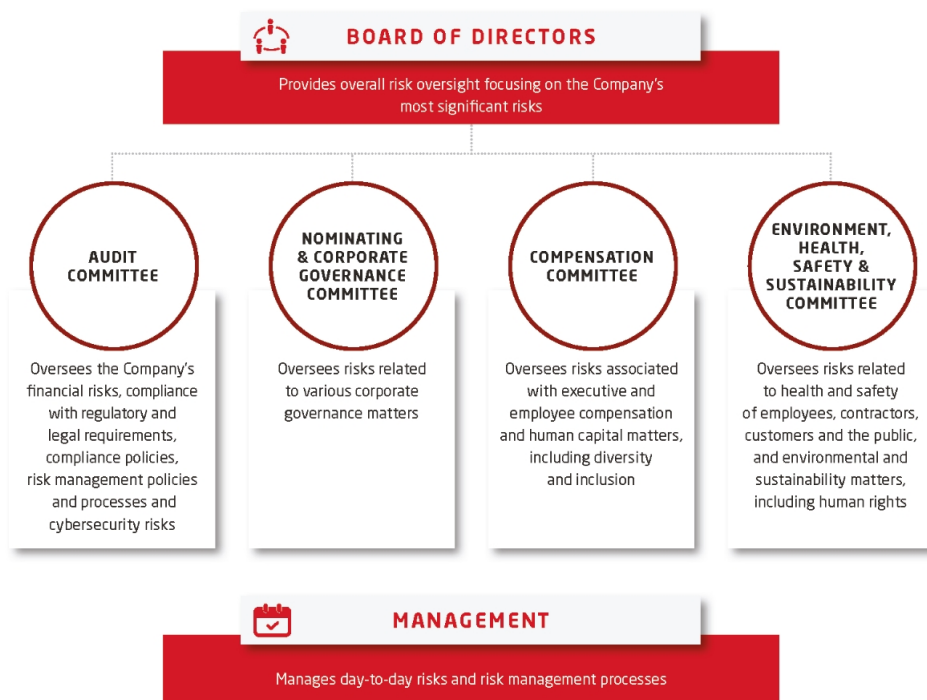 BOARD OF DIRECTORS
Provides overall risk oversight focusing on the Company's
most significant risks
AUDIT
COMMITTEE
Oversees the Company's
financial risks, compliance
with regulatory and
legal requirements,
compliance policies,
risk management policies
and processes and
cybersecurity risks
NOMINATING
& CORPORATE
GOVERNANCE
COMMITTEE
Oversees risks related
to various corporate
governance matters
COMPENSATION
COMMITTEE
Oversees risks associated
with executive and
employee compensation
and human capital matters,
including diversity
and inclusion
ENVIRONMENT,
HEALTH,
SAFETY &
SUSTAINABILITY
COMMITTEE
Oversees risks related
to health and safety
of employees, contractors,
customers and the public,
and environmental and
sustainability matters,
including human rights
MANAGEMENT
Manages day-to-day risks and risk management processes